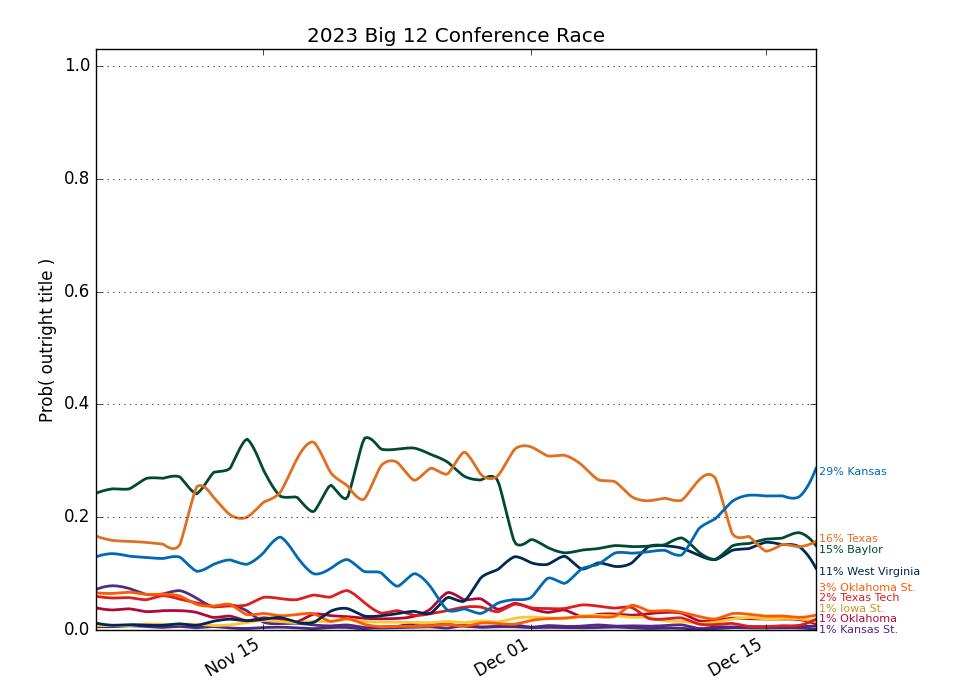 2023 Big 12 Conference Race
Prob( outright title )
1.0
0.8
0.6
0.4
0.2
0.0
Nov 15
Dec 01
Dec 15
29% Kansas
16% Texas
15% Baylor
11% West Virginia
3% Oklahoma St.
2% Texas Tech
1% Iowa St.
1% Oklahoma
1% Kansas St.